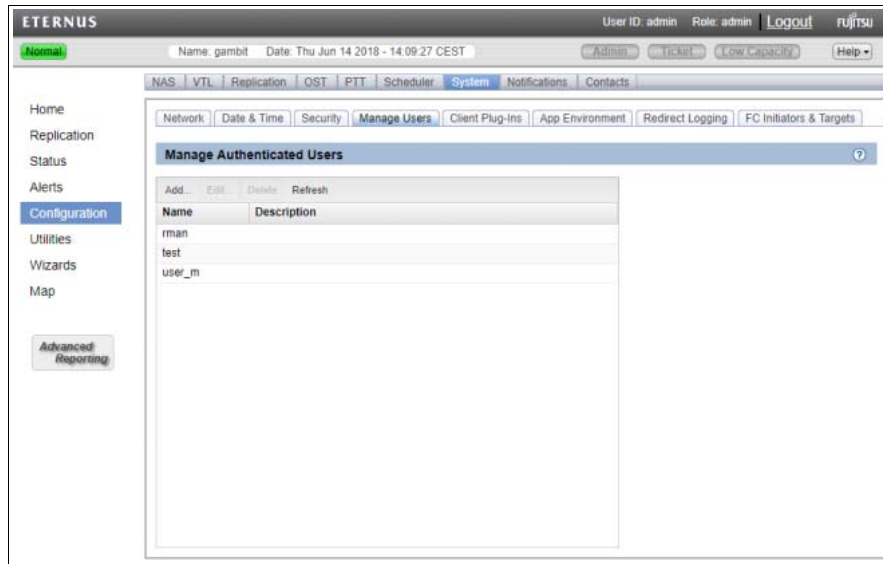 ETERNUS User ID: admin Role: admin Logout FUJITSU
Normal Name: gambit Date: Thu Jun 14 2018 - 14:09:27 CEST Admin Ticket Low Capacity Help
NAS VTL Replication OST PTT Scheduler System Notifications Contacts
Home
Replication
Status
Alerts
Configuration
Utilities
Wizards
Map
Advanced
Reporting
Network Date & Time Security Manage Users Client Plug-Ins App Environment Redirect Logging FC Initiators & Targets
Manage Authenticated Users ?
Add... Edit... Delete Refresh
Name Description
rman
test
user_m